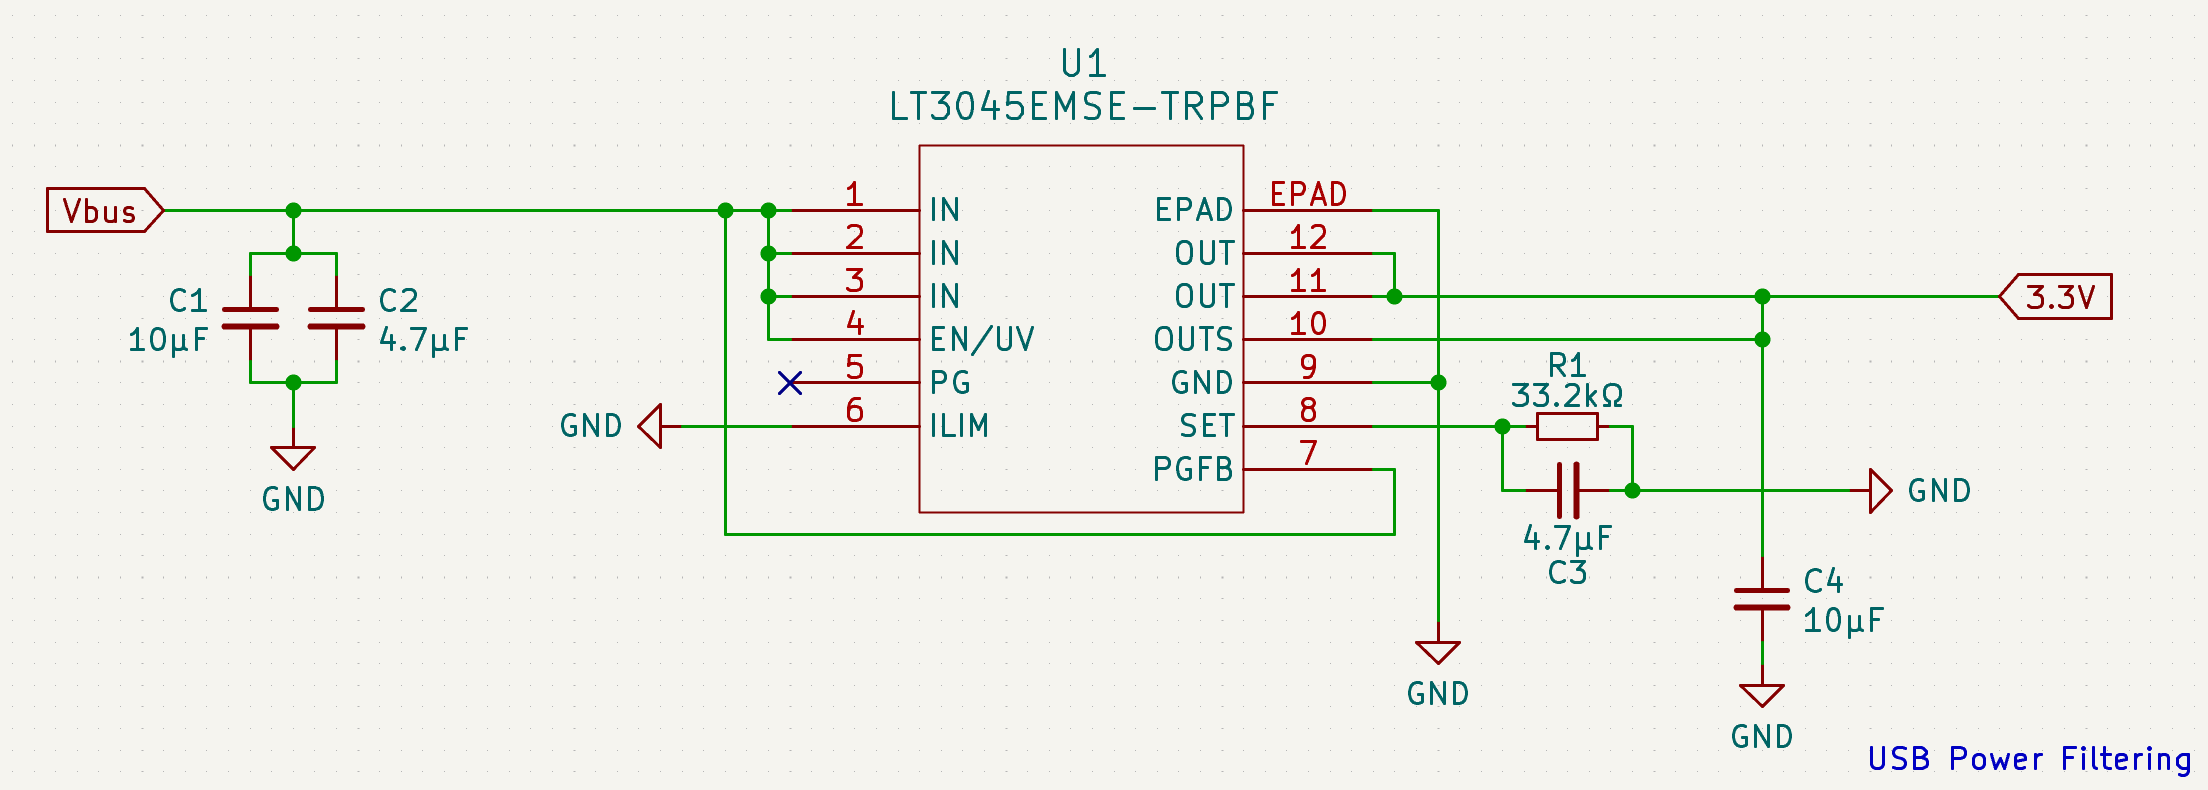 U1
LT3045EMSE-TRPBF
Vbus
C1
10µF
C2
4.7µF
GND
GND
1
IN
2
IN
3
IN
4
EN/UV
5
PG
6
ILIM
EPAD
EPAD
OUT
12
OUT
11
OUTS
10
GND
9
SET
8
PGFB
7
3.3V
R1
33.2kΩ
4.7µF
C3
GND
C4
10µF
GND
GND
USB Power Filtering